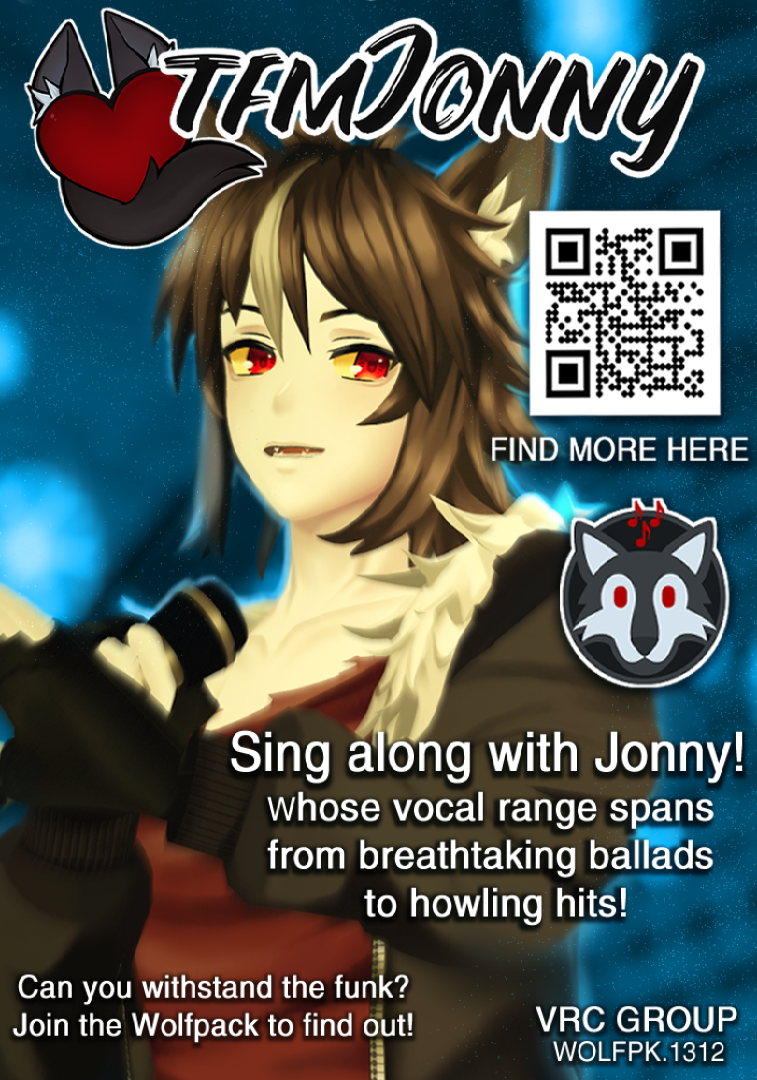 TFMJONNY
FIND MORE HERE
Sing along with Jonny!
Whose vocal range spans
from breathtaking ballads
to howling hits!
Can you withstand the funk?
Join the Wolfpack to find out!
VRC GROUP
WOLFPK.1312